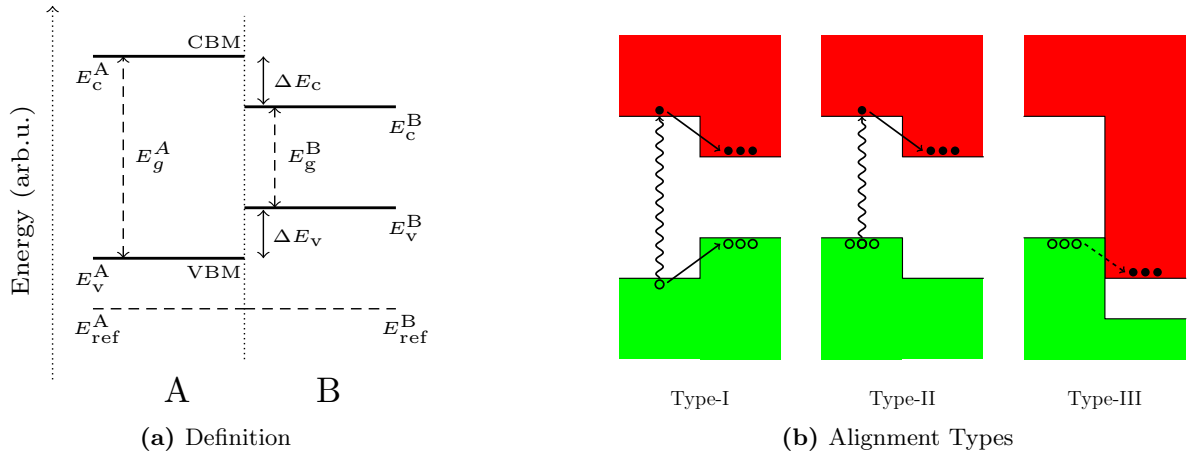 Energy (arb.u.)
CBM
E_c^A
ΔE_c
E_c^B
E_g^A
E_g^B
E_v^B
ΔE_v
E_v^A
VBM
E_ref^A
E_ref^B
A
B
(a) Definition
Type-I
Type-II
Type-III
(b) Alignment Types